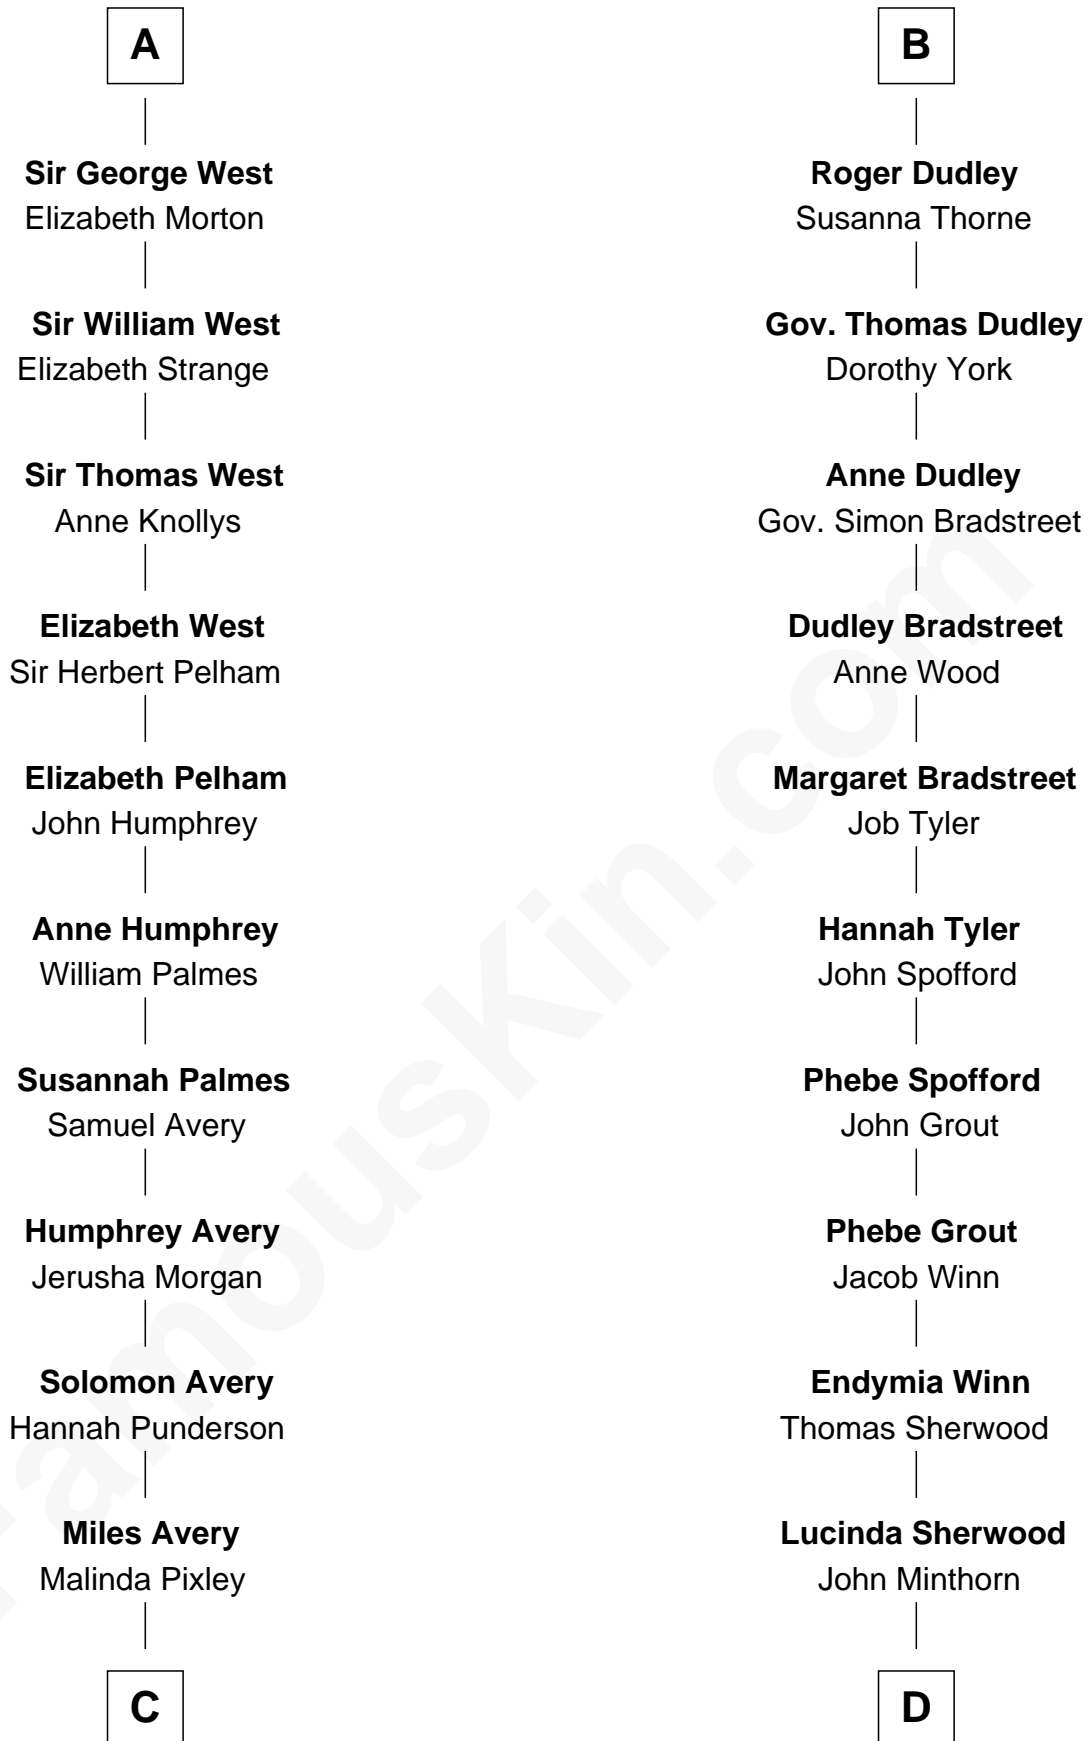 A
Sir George West
Elizabeth Morton
Sir William West
Elizabeth Strange
Sir Thomas West
Anne Knollys
Elizabeth West
Sir Herbert Pelham
Elizabeth Pelham
John Humphrey
Anne Humphrey
William Palmes
Susannah Palmes
Samuel Avery
Humphrey Avery
Jerusha Morgan
Solomon Avery
Hannah Punderson
Miles Avery
Malinda Pixley
C
B
Roger Dudley
Susanna Thorne
Gov. Thomas Dudley
Dorothy York
Anne Dudley
Gov. Simon Bradstreet
Dudley Bradstreet
Anne Wood
Margaret Bradstreet
Job Tyler
Hannah Tyler
John Spofford
Phebe Spofford
John Grout
Phebe Grout
Jacob Winn
Endymia Winn
Thomas Sherwood
Lucinda Sherwood
John Minthorn
D
FamousKin.com